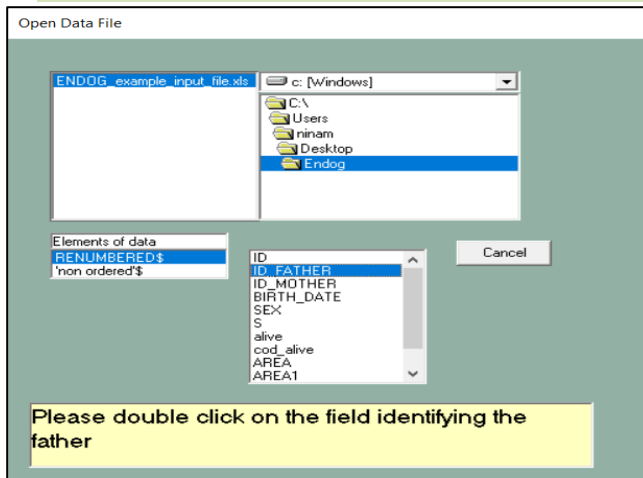 Open Data File
ENDOG_example_input_file.xls
c: [Windows]
C:\
Users
ninam
Desktop
Endog
Elements of data
RENUMBERED$
'non ordered'$
ID
ID_FATHER
ID_MOTHER
BIRTH_DATE
SEX
S
alive
cod_alive
AREA
AREA1
Cancel
Please double click on the field identifying the
father